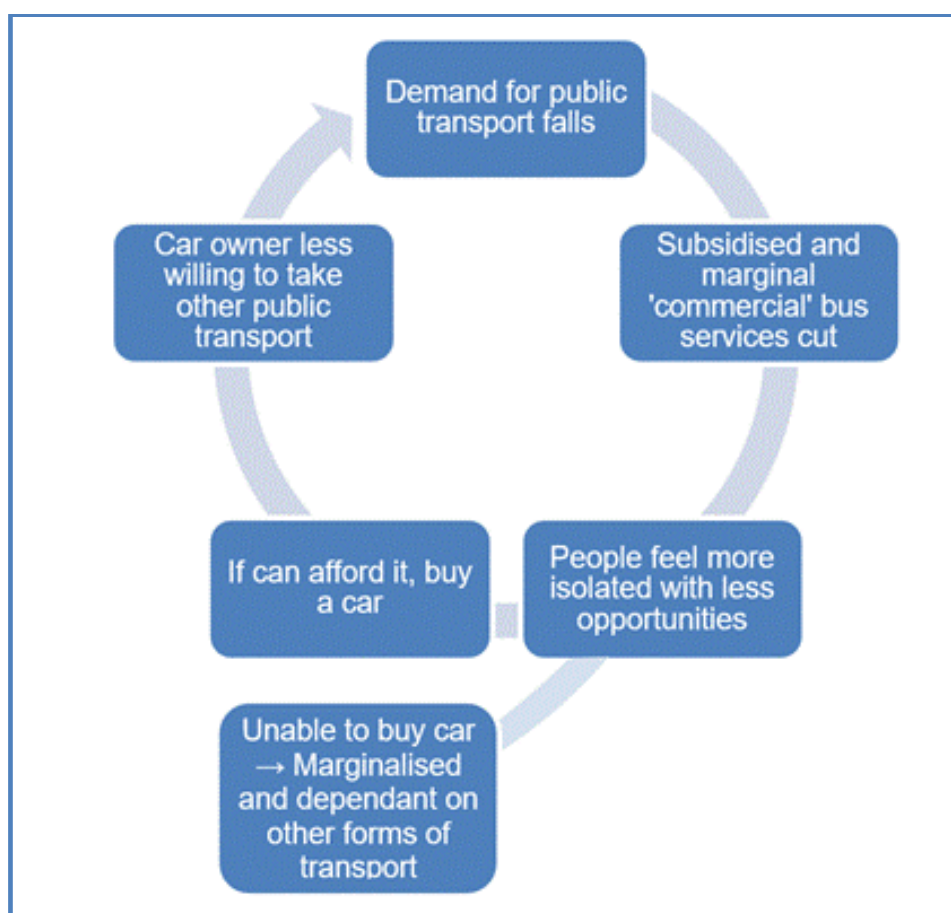 Demand for public
transport falls
Subsidised and
marginal
'commercial' bus
services cut
People feel more
isolated with less
opportunities
If can afford it, buy
a car
Unable to buy car
→ Marginalised
and dependant on
other forms of
transport
Car owner less
willing to take
other public
transport